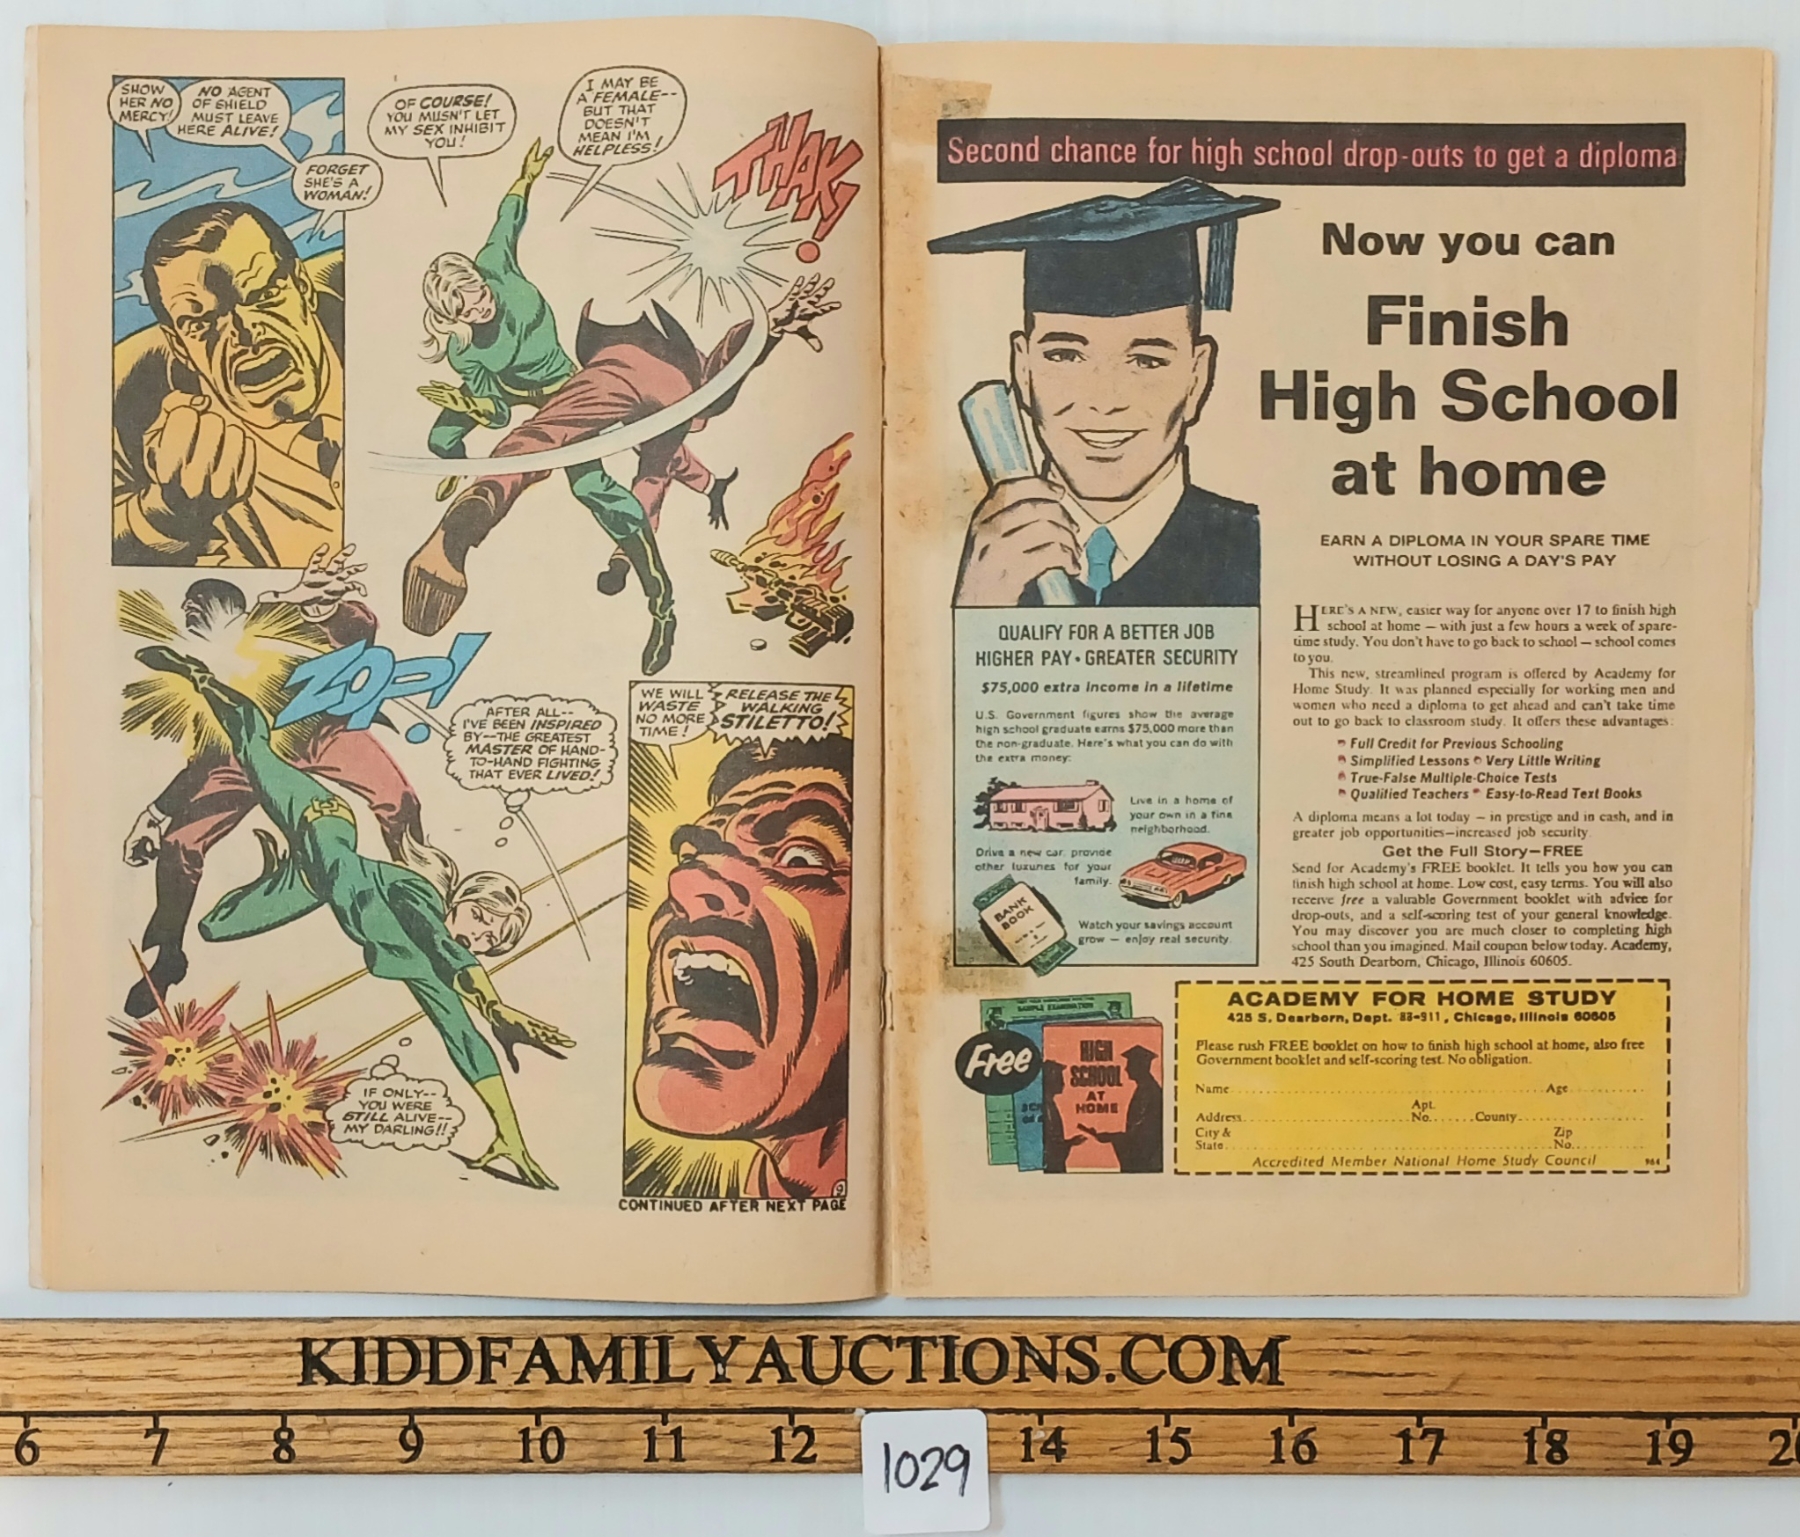 SHOW
HER NO
MERCY!
NO AGENT
OF SHIELD
MUST LEAVE
HERE ALIVE!
FORGET
SHE'S A
WOMAN!
OF COURSE!
YOU MUSN'T LET
MY SEX INHIBIT
YOU!
I MAY BE
A FEMALE--
BUT THAT
DOESN'T
MEAN I'M
HELPLESS!
THAK!
ZOP!
AFTER ALL--
I'VE BEEN INSPIRED
BY--THE GREATEST
MASTER OF HAND-
TO-HAND FIGHTING
THAT EVER LIVED!
IF ONLY--
YOU WERE
STILL ALIVE--
MY DARLING!!
WE WILL
WASTE
NO MORE
TIME!
RELEASE THE
WALKING
STILETTO!
9
CONTINUED AFTER NEXT PAGE
Second chance for high school drop-outs to get a diploma
Now you can
Finish
High School
at home
EARN A DIPLOMA IN YOUR SPARE TIME
WITHOUT LOSING A DAY'S PAY
HERE'S A NEW, easier way for anyone over 17 to finish high
school at home — with just a few hours a week of spare-
time study. You don't have to go back to school — school comes
to you.
This new, streamlined program is offered by Academy for
Home Study. It was planned especially for working men and
women who need a diploma to get ahead and can't take time
out to go back to classroom study. It offers these advantages:
Full Credit for Previous Schooling
Simplified Lessons • Very Little Writing
True-False Multiple-Choice Tests
Qualified Teachers • Easy-to-Read Text Books
A diploma means a lot today — in prestige and in cash, and in
greater job opportunities—increased job security.
Get the Full Story—FREE
Send for Academy's FREE booklet. It tells you how you can
finish high school at home. Low cost, easy terms. You will also
receive free a valuable Government booklet with advice for
drop-outs, and a self-scoring test of your general knowledge.
You may discover you are much closer to completing high
school than you imagined. Mail coupon below today. Academy,
425 South Dearborn, Chicago, Illinois 60605.
QUALIFY FOR A BETTER JOB
HIGHER PAY • GREATER SECURITY
$75,000 extra income in a lifetime
U.S. Government figures show the average
high school graduate earns $75,000 more than
the non-graduate. Here's what you can do with
the extra money:
Live in a home of
your own in a fine
neighborhood.
Drive a new car, provide
other luxuries for your
family.
BANK
BOOK
Watch your savings account
grow — enjoy real security.
Free
SAMPLE EXAMINATION
HIGH
SCHOOL
AT
HOME
ACADEMY FOR HOME STUDY
425 S. Dearborn, Dept. 83-911, Chicago, Illinois 60605
Please rush FREE booklet on how to finish high school at home, also free
Government booklet and self-scoring test. No obligation.
Name Age
Apt.
Address No. County
City & Zip
State No.
Accredited Member National Home Study Council 964
KIDDFAMILYAUCTIONS.COM
6 7 8 9 10 11 12 14 15 16 17 18 19
1029